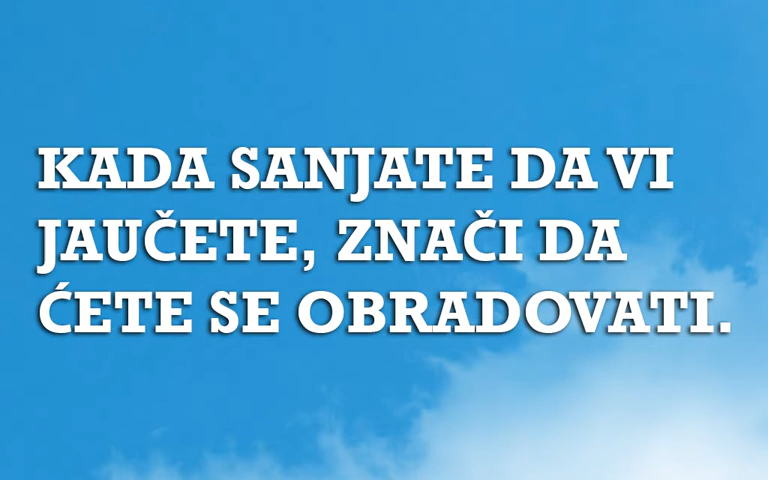 KADA SANJATE DA VI
JAUČETE, ZNAČI DA
ĆETE SE OBRADOVATI.